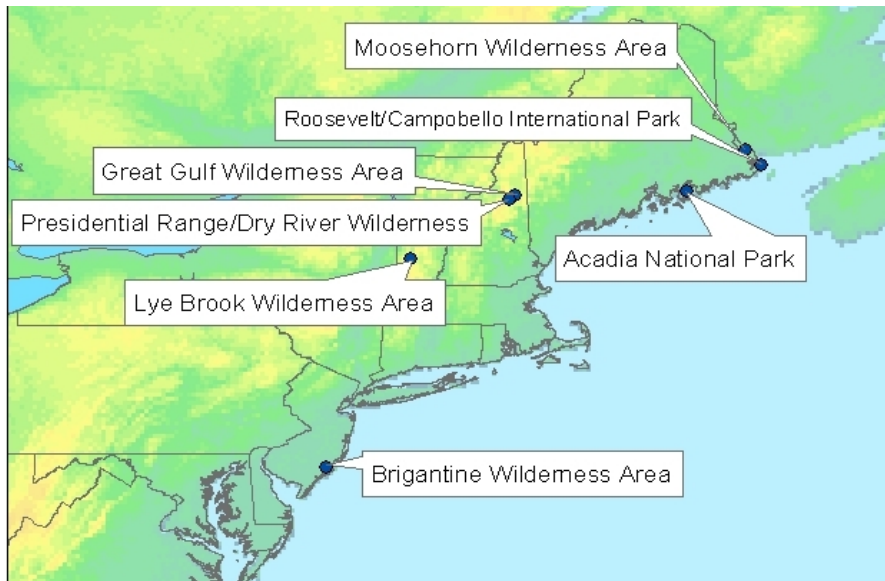 Moosehorn Wilderness Area
Roosevelt/Campobello International Park
Great Gulf Wilderness Area
Presidential Range/Dry River Wilderness
Acadia National Park
Lye Brook Wilderness Area
Brigantine Wilderness Area